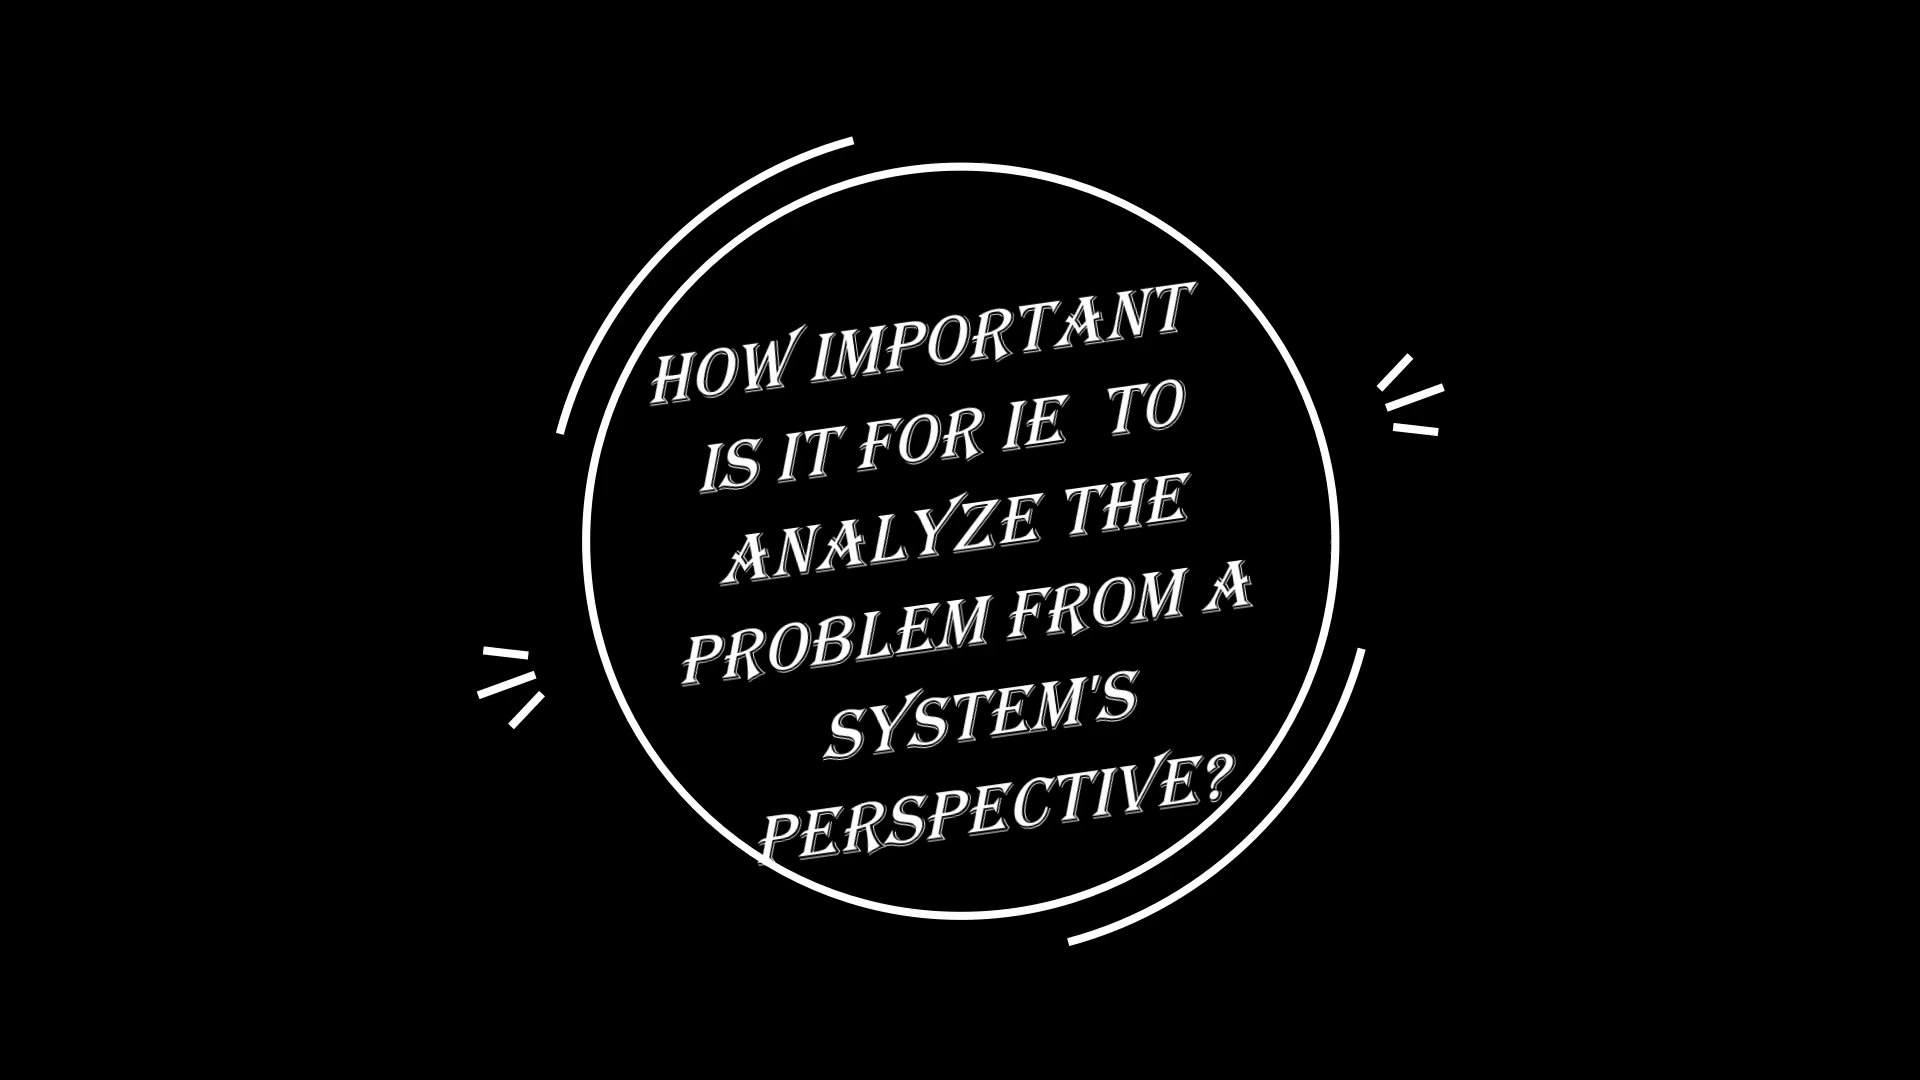 HOW IMPORTANT
IS IT FOR IE TO
ANALYZE THE
PROBLEM FROM A
SYSTEM'S
PERSPECTIVE?